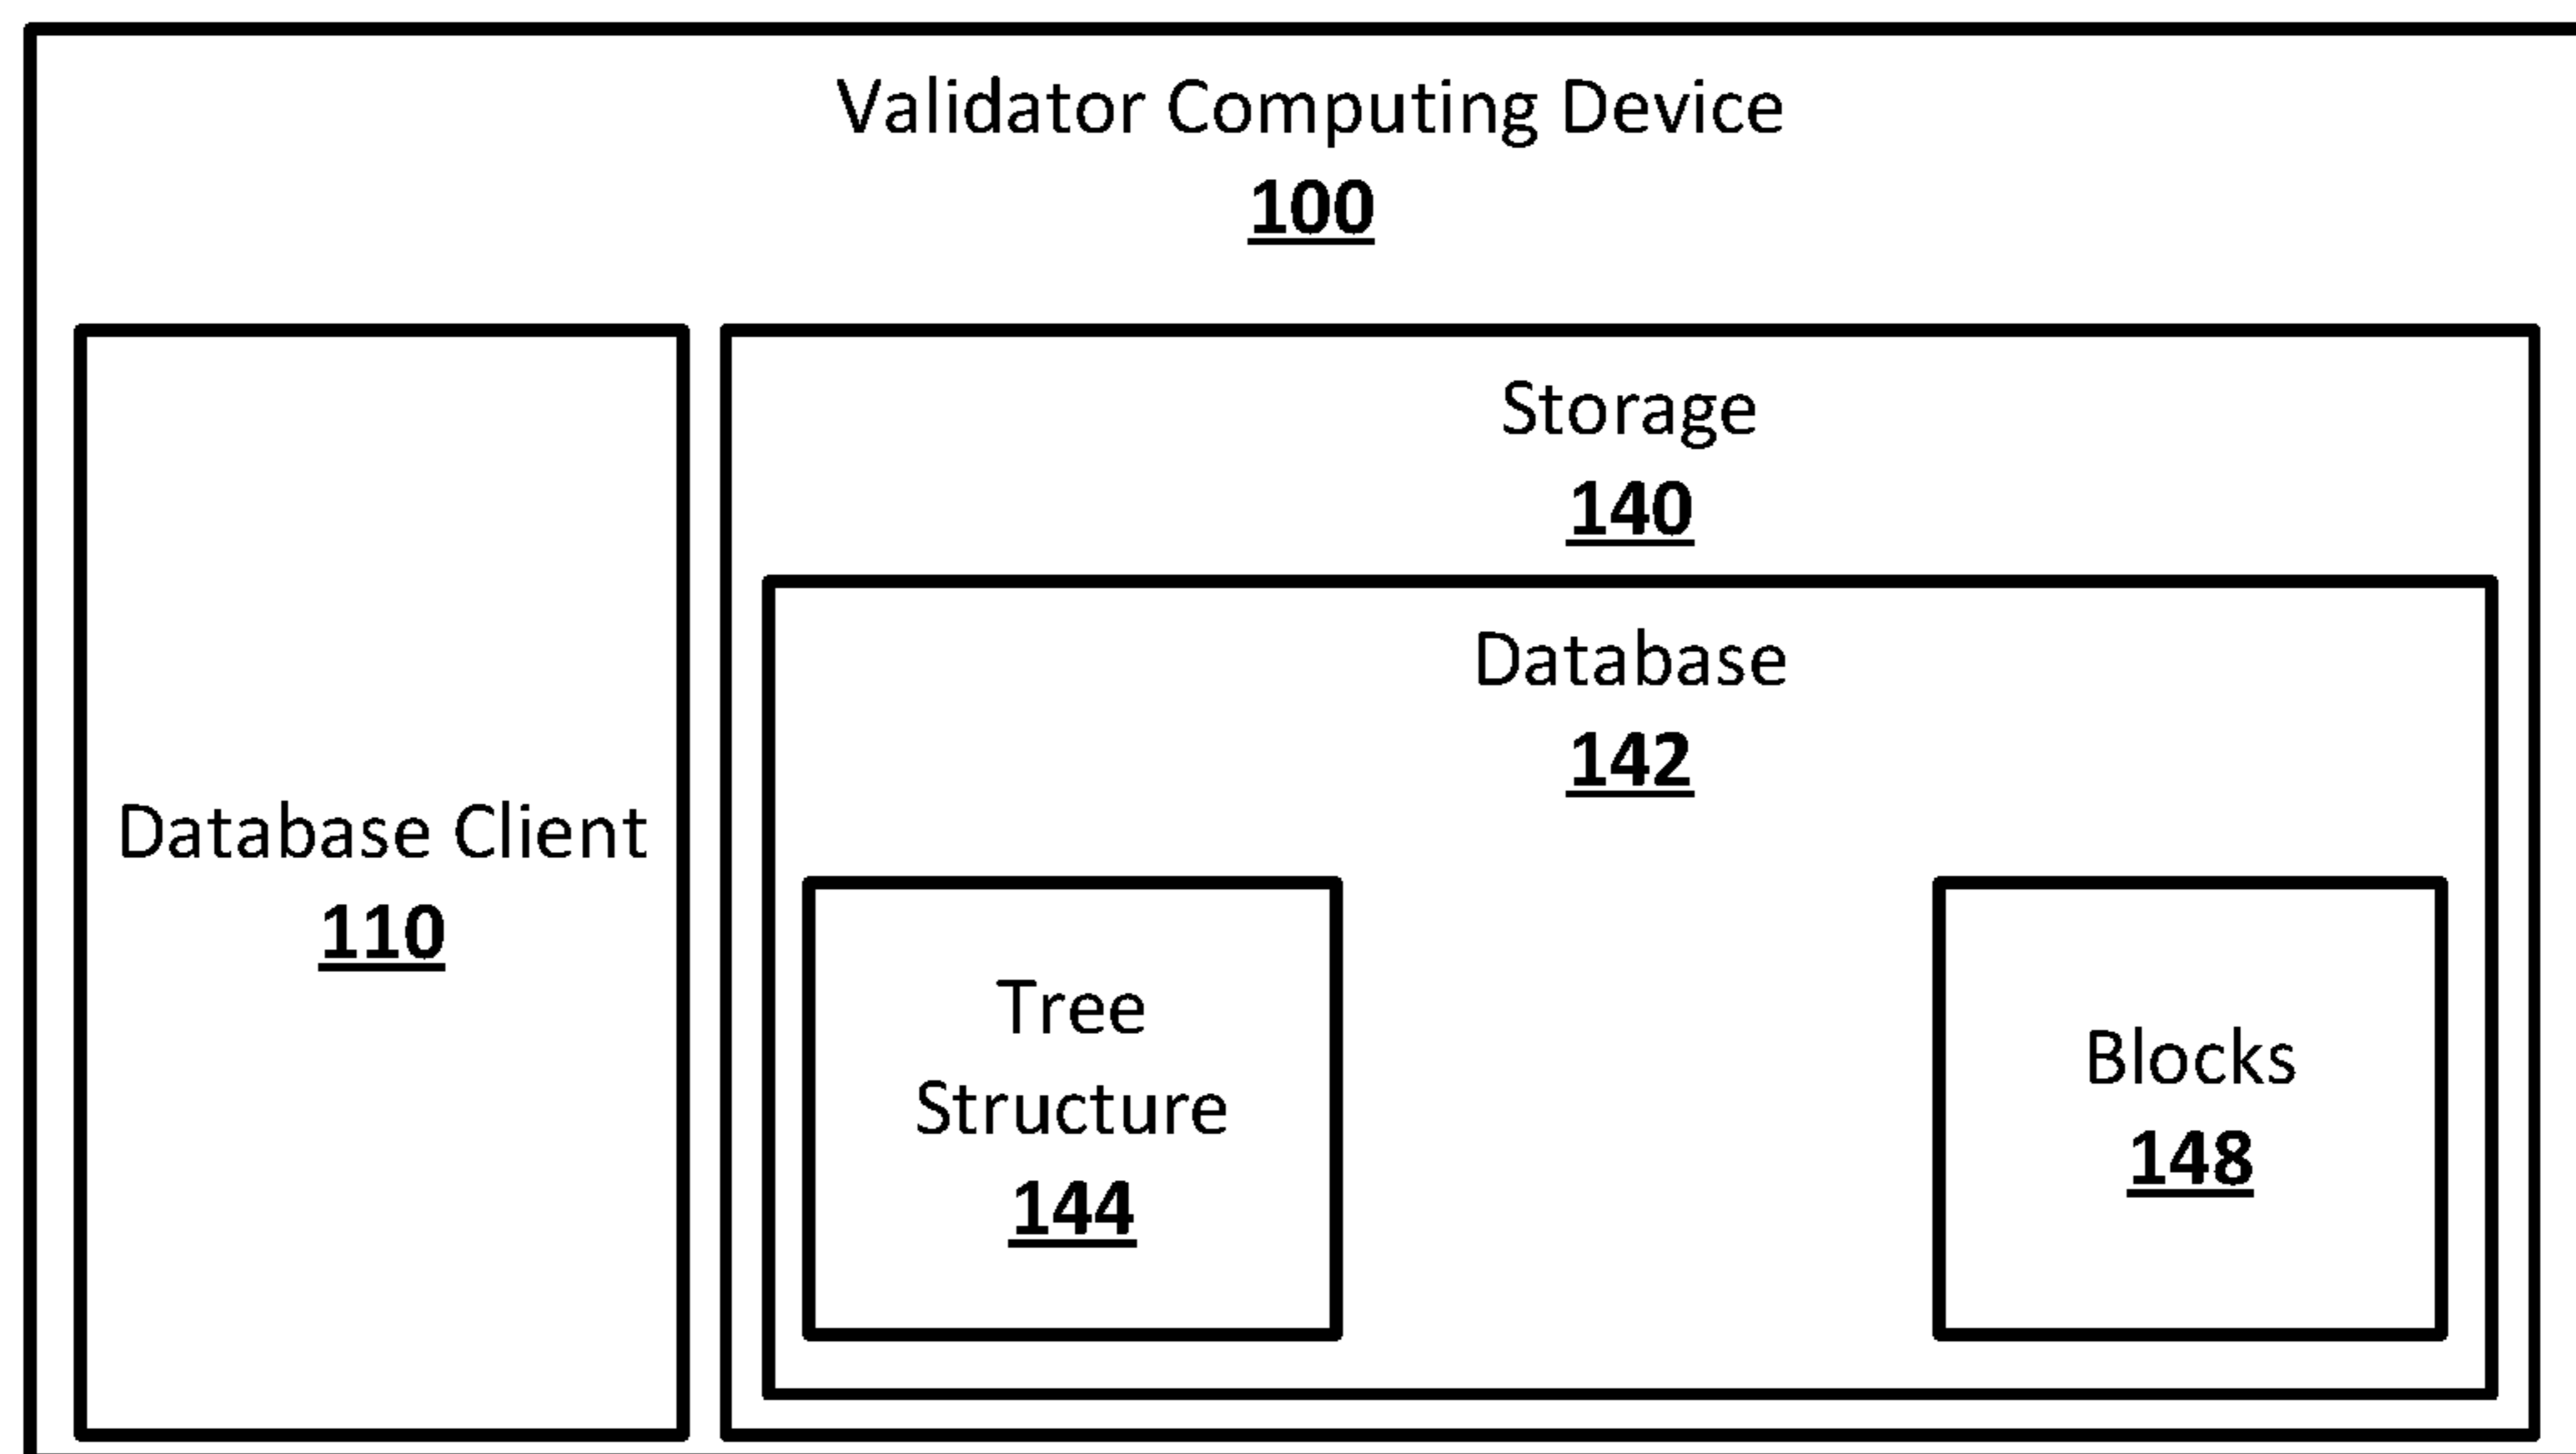 Validator Computing Device
100
Storage
140
Database
142
Database Client
110
Tree
Structure
144
Blocks
148